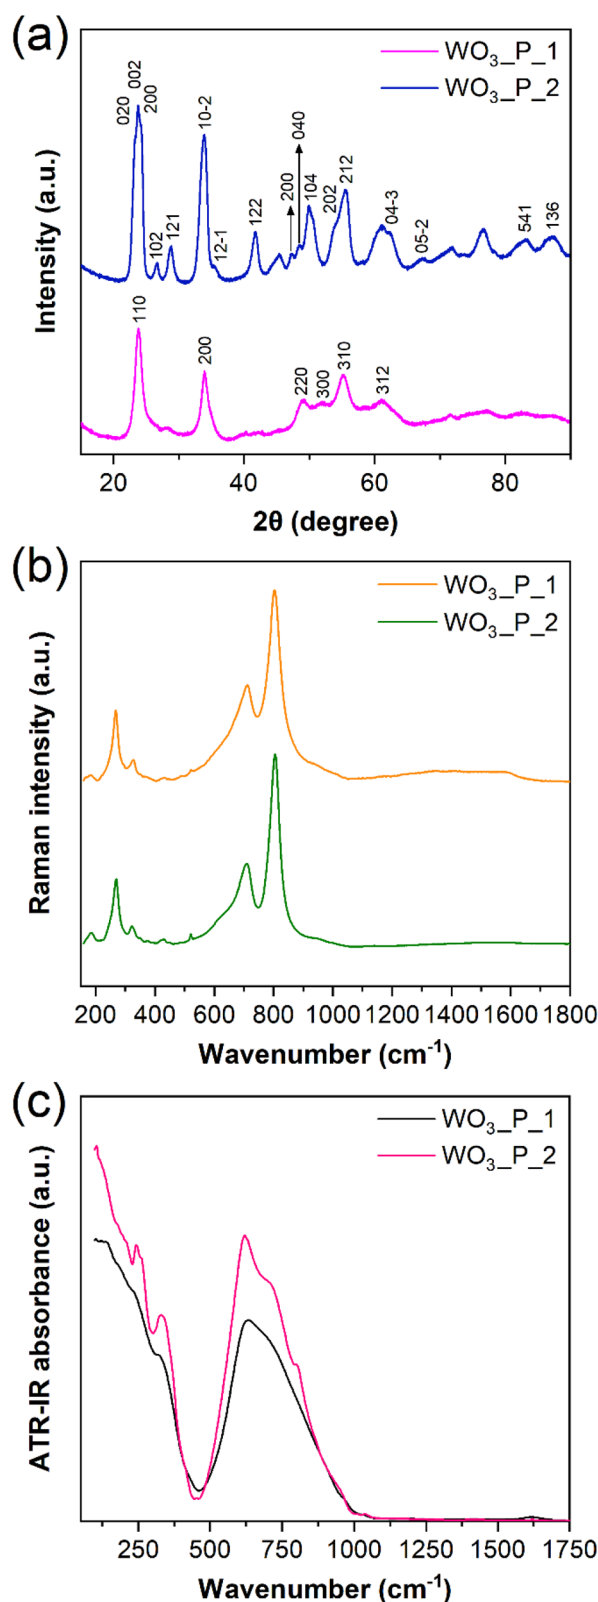 (a)
WO₃_P_1
WO₃_P_2
020
002
200
102
121
10-2
12-1
122
200
040
104
202
212
04-3
05-2
541
136
110
200
220
300
310
312
Intensity (a.u.)
20 40 60 80
2θ (degree)
(b)
WO₃_P_1
WO₃_P_2
Raman intensity (a.u.)
200 400 600 800 1000 1200 1400 1600 1800
Wavenumber (cm⁻¹)
(c)
WO₃_P_1
WO₃_P_2
ATR-IR absorbance (a.u.)
250 500 750 1000 1250 1500 1750
Wavenumber (cm⁻¹)